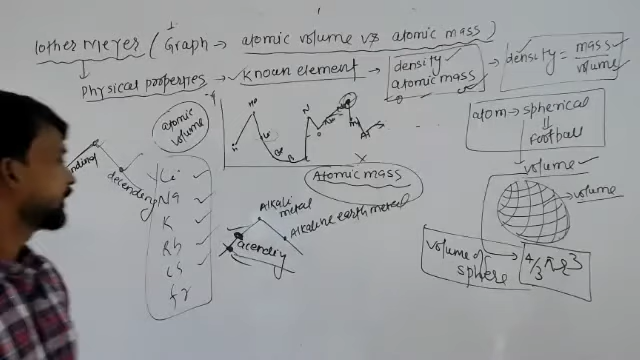 Lother Meyer (Graph → atomic volume vs atomic mass)
Physical properties → Known element → density
atomic mass → density = mass
volume
atomic volume
atom → spherical
Football
volume
volume
volume of sphere → 4/3 πr3
Li
Na
K
Rb
Cs
Fr
decendery
Atomic mass
Alkali metal
Alkaline earth metal
acendry